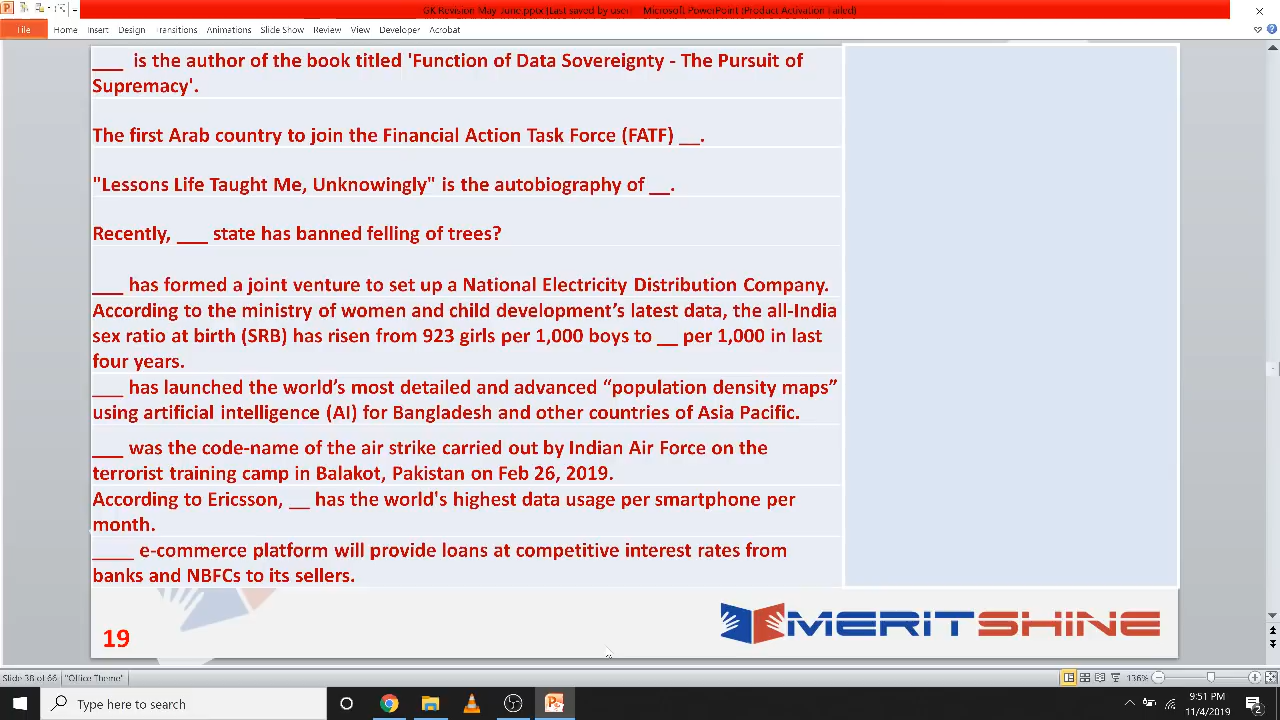 GK Revision May-June.pptx [Last saved by user] - Microsoft PowerPoint (Product Activation Failed)
File Home Insert Design Transitions Animations Slide Show Review View Developer Acrobat
___ is the author of the book titled 'Function of Data Sovereignty - The Pursuit of
Supremacy'.
The first Arab country to join the Financial Action Task Force (FATF) __.
"Lessons Life Taught Me, Unknowingly" is the autobiography of __.
Recently, ___ state has banned felling of trees?
___ has formed a joint venture to set up a National Electricity Distribution Company.
According to the ministry of women and child development’s latest data, the all-India
sex ratio at birth (SRB) has risen from 923 girls per 1,000 boys to __ per 1,000 in last
four years.
___ has launched the world’s most detailed and advanced “population density maps”
using artificial intelligence (AI) for Bangladesh and other countries of Asia Pacific.
___ was the code-name of the air strike carried out by Indian Air Force on the
terrorist training camp in Balakot, Pakistan on Feb 26, 2019.
According to Ericsson, __ has the world's highest data usage per smartphone per
month.
____ e-commerce platform will provide loans at competitive interest rates from
banks and NBFCs to its sellers.
19
MERITSHINE
Slide 38 of 66 "Office Theme" 136%
Type here to search
9:51 PM
11/4/2019
2